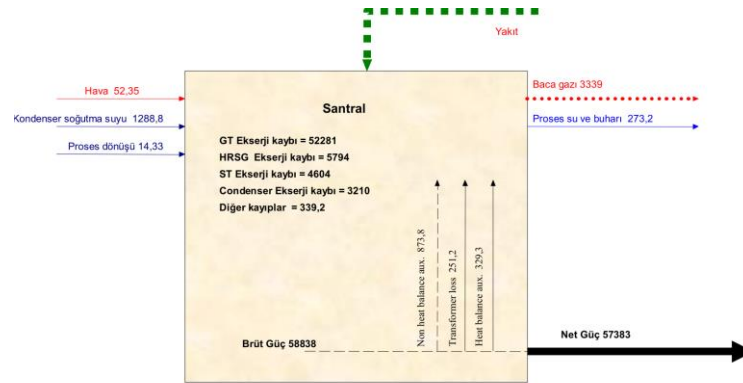 Yakıt
Hava  52,35
Kondenser soğutma suyu  1288,8
Proses dönüşü 14,33
Baca gazı 3339
Proses su ve buharı  273,2
Santral
GT Ekserji kaybı = 52281
HRSG  Ekserji kaybı = 5794
ST Ekserji kaybı = 4604
Condenser Ekserji kaybı = 3210
Diğer kayıplar  = 339,2
Non heat balance aux.  873,8
Transformer loss  251,2
Heat balance aux.  329,3
Brüt Güç 58838
Net Güç 57383